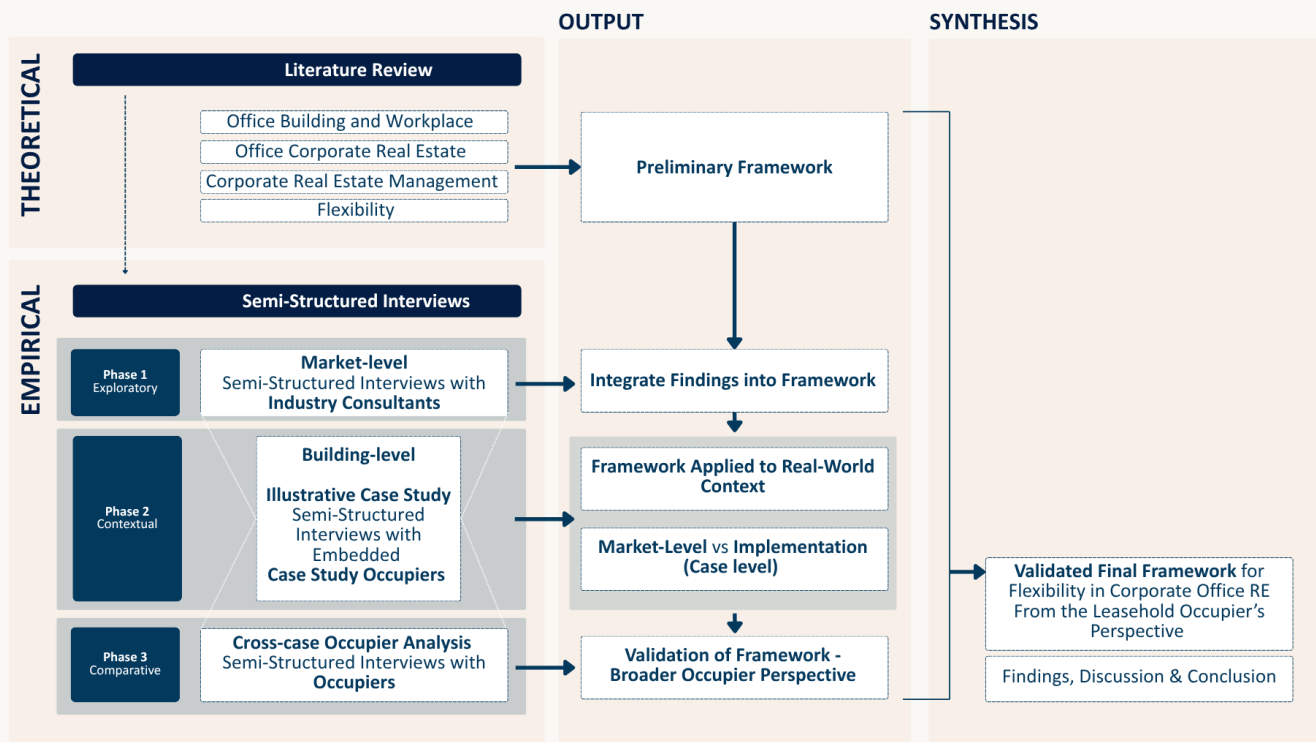 OUTPUT
SYNTHESIS
THEORETICAL
Literature Review
Office Building and Workplace
Office Corporate Real Estate
Corporate Real Estate Management
Flexibility
Preliminary Framework
EMPIRICAL
Semi-Structured Interviews
Phase 1
Exploratory
Market-level
Semi-Structured Interviews with
Industry Consultants
Integrate Findings into Framework
Phase 2
Contextual
Building-level
Illustrative Case Study
Semi-Structured
Interviews with
Embedded
Case Study Occupiers
Framework Applied to Real-World
Context
Market-Level vs Implementation
(Case level)
Phase 3
Comparative
Cross-case Occupier Analysis
Semi-Structured Interviews with
Occupiers
Validation of Framework -
Broader Occupier Perspective
Validated Final Framework for
Flexibility in Corporate Office RE
From the Leasehold Occupier's
Perspective
Findings, Discussion & Conclusion